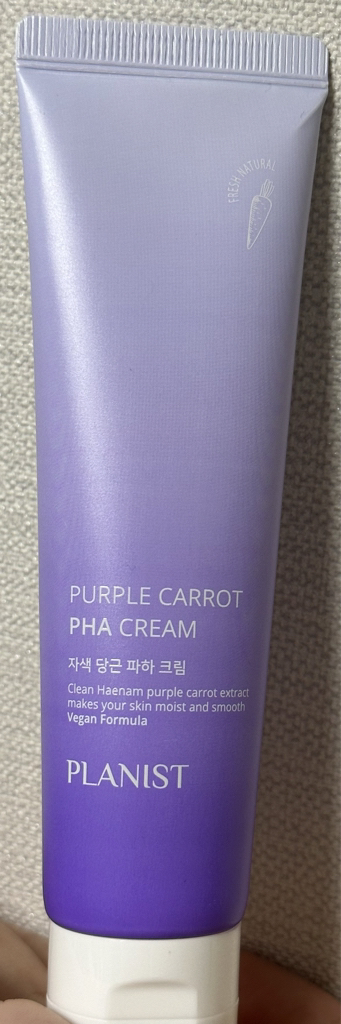 FRESH NATURAL
PURPLE CARROT
PHA CREAM
자색 당근 파하 크림
Clean Haenam purple carrot extract
makes your skin moist and smooth
Vegan Formula
PLANIST